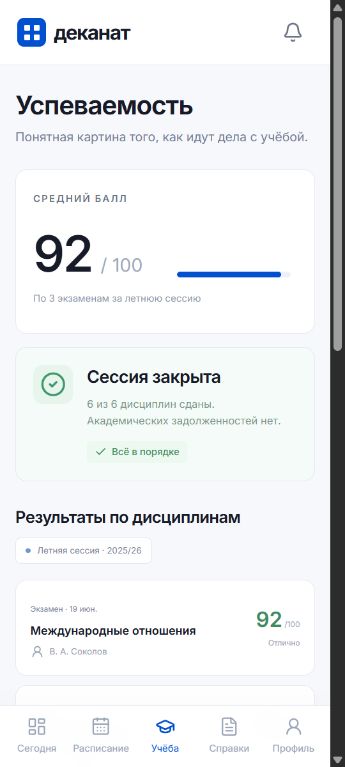 деканат
Успеваемость
Понятная картина того, как идут дела с учёбой.
СРЕДНИЙ БАЛЛ
92 / 100
По 3 экзаменам за летнюю сессию
Сессия закрыта
6 из 6 дисциплин сданы.
Академических задолженностей нет.
Всё в порядке
Результаты по дисциплинам
Летняя сессия · 2025/26
Экзамен · 19 июн.
Международные отношения
В. А. Соколов
92 /100
Отлично
Сегодня
Расписание
Учёба
Справки
Профиль